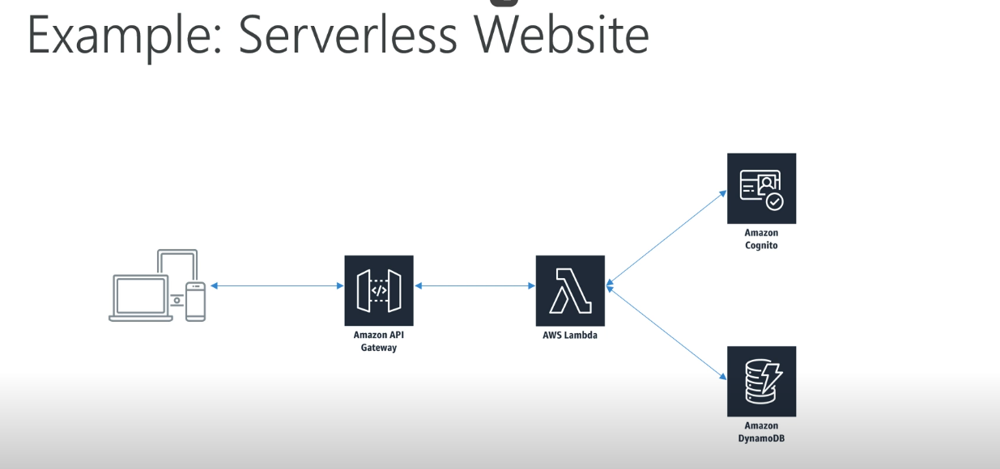 Example: Serverless Website
Amazon
Cognito
</>
Amazon API
Gateway
AWS Lambda
Amazon
DynamoDB